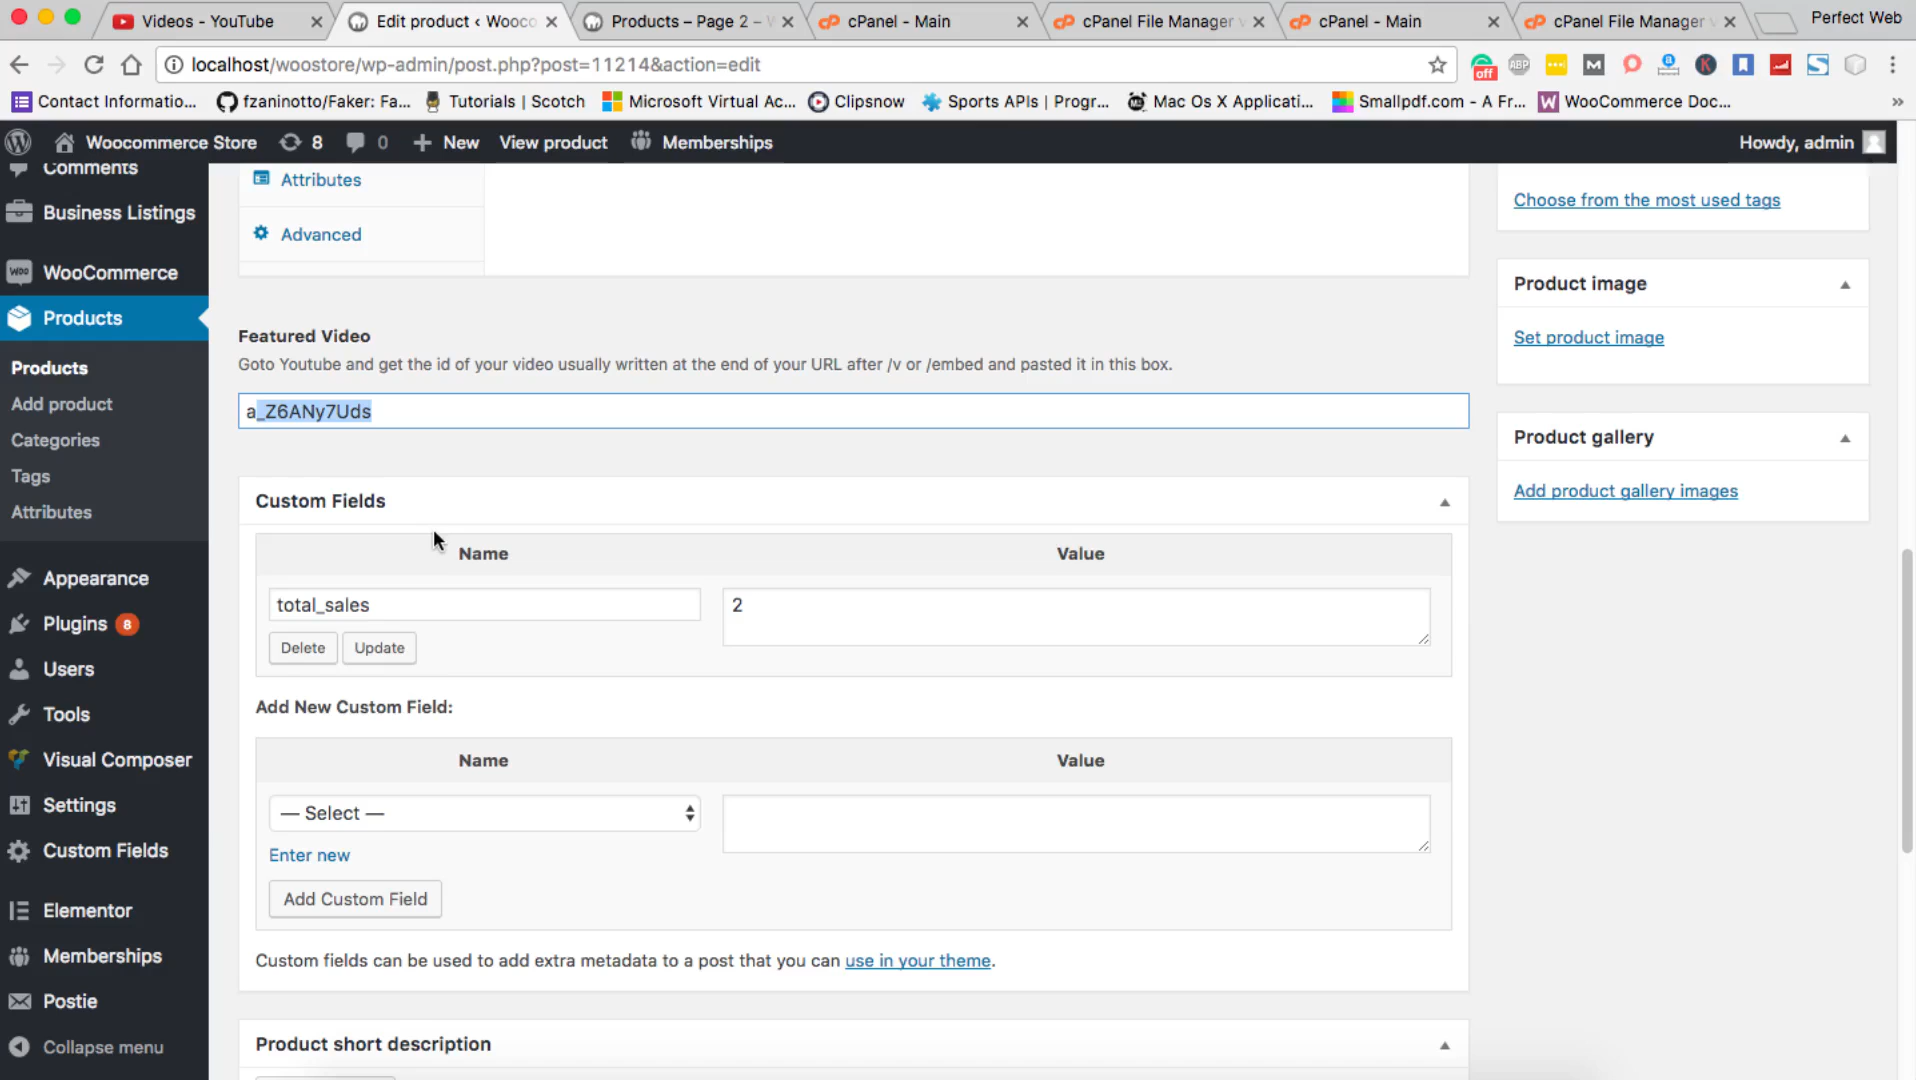 Videos - YouTube
Edit product ‹ Wooco
Products – Page 2 –
cPanel - Main
cPanel File Manager v
cPanel - Main
cPanel File Manager v
Perfect Web
localhost/woostore/wp-admin/post.php?post=11214&action=edit
off
ABP
Contact Informatio...
fzaninotto/Faker: Fa...
Tutorials | Scotch
Microsoft Virtual Ac...
Clipsnow
Sports APIs | Progr...
Mac Os X Applicati...
Smallpdf.com - A Fr...
WooCommerce Doc...
»
Woocommerce Store
8
0
New
View product
Memberships
Howdy, admin
Comments
Business Listings
WooCommerce
Products
Products
Add product
Categories
Tags
Attributes
Appearance
Plugins 8
Users
Tools
Visual Composer
Settings
Custom Fields
Elementor
Memberships
Postie
Collapse menu
Attributes
Advanced
Featured Video
Goto Youtube and get the id of your video usually written at the end of your URL after /v or /embed and pasted it in this box.
a_Z6ANy7Uds
Custom Fields
Name
Value
total_sales
2
Delete
Update
Add New Custom Field:
Name
Value
— Select —
Enter new
Add Custom Field
Custom fields can be used to add extra metadata to a post that you can use in your theme.
Product short description
Choose from the most used tags
Product image
Set product image
Product gallery
Add product gallery images